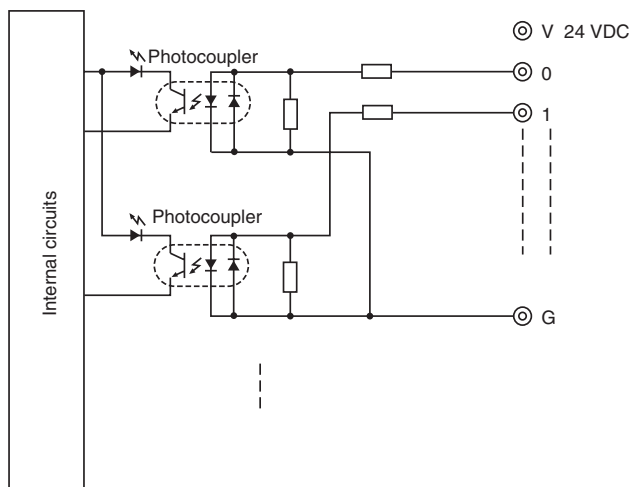 V 24 VDC
Photocoupler
0
1
Photocoupler
Internal circuits
G